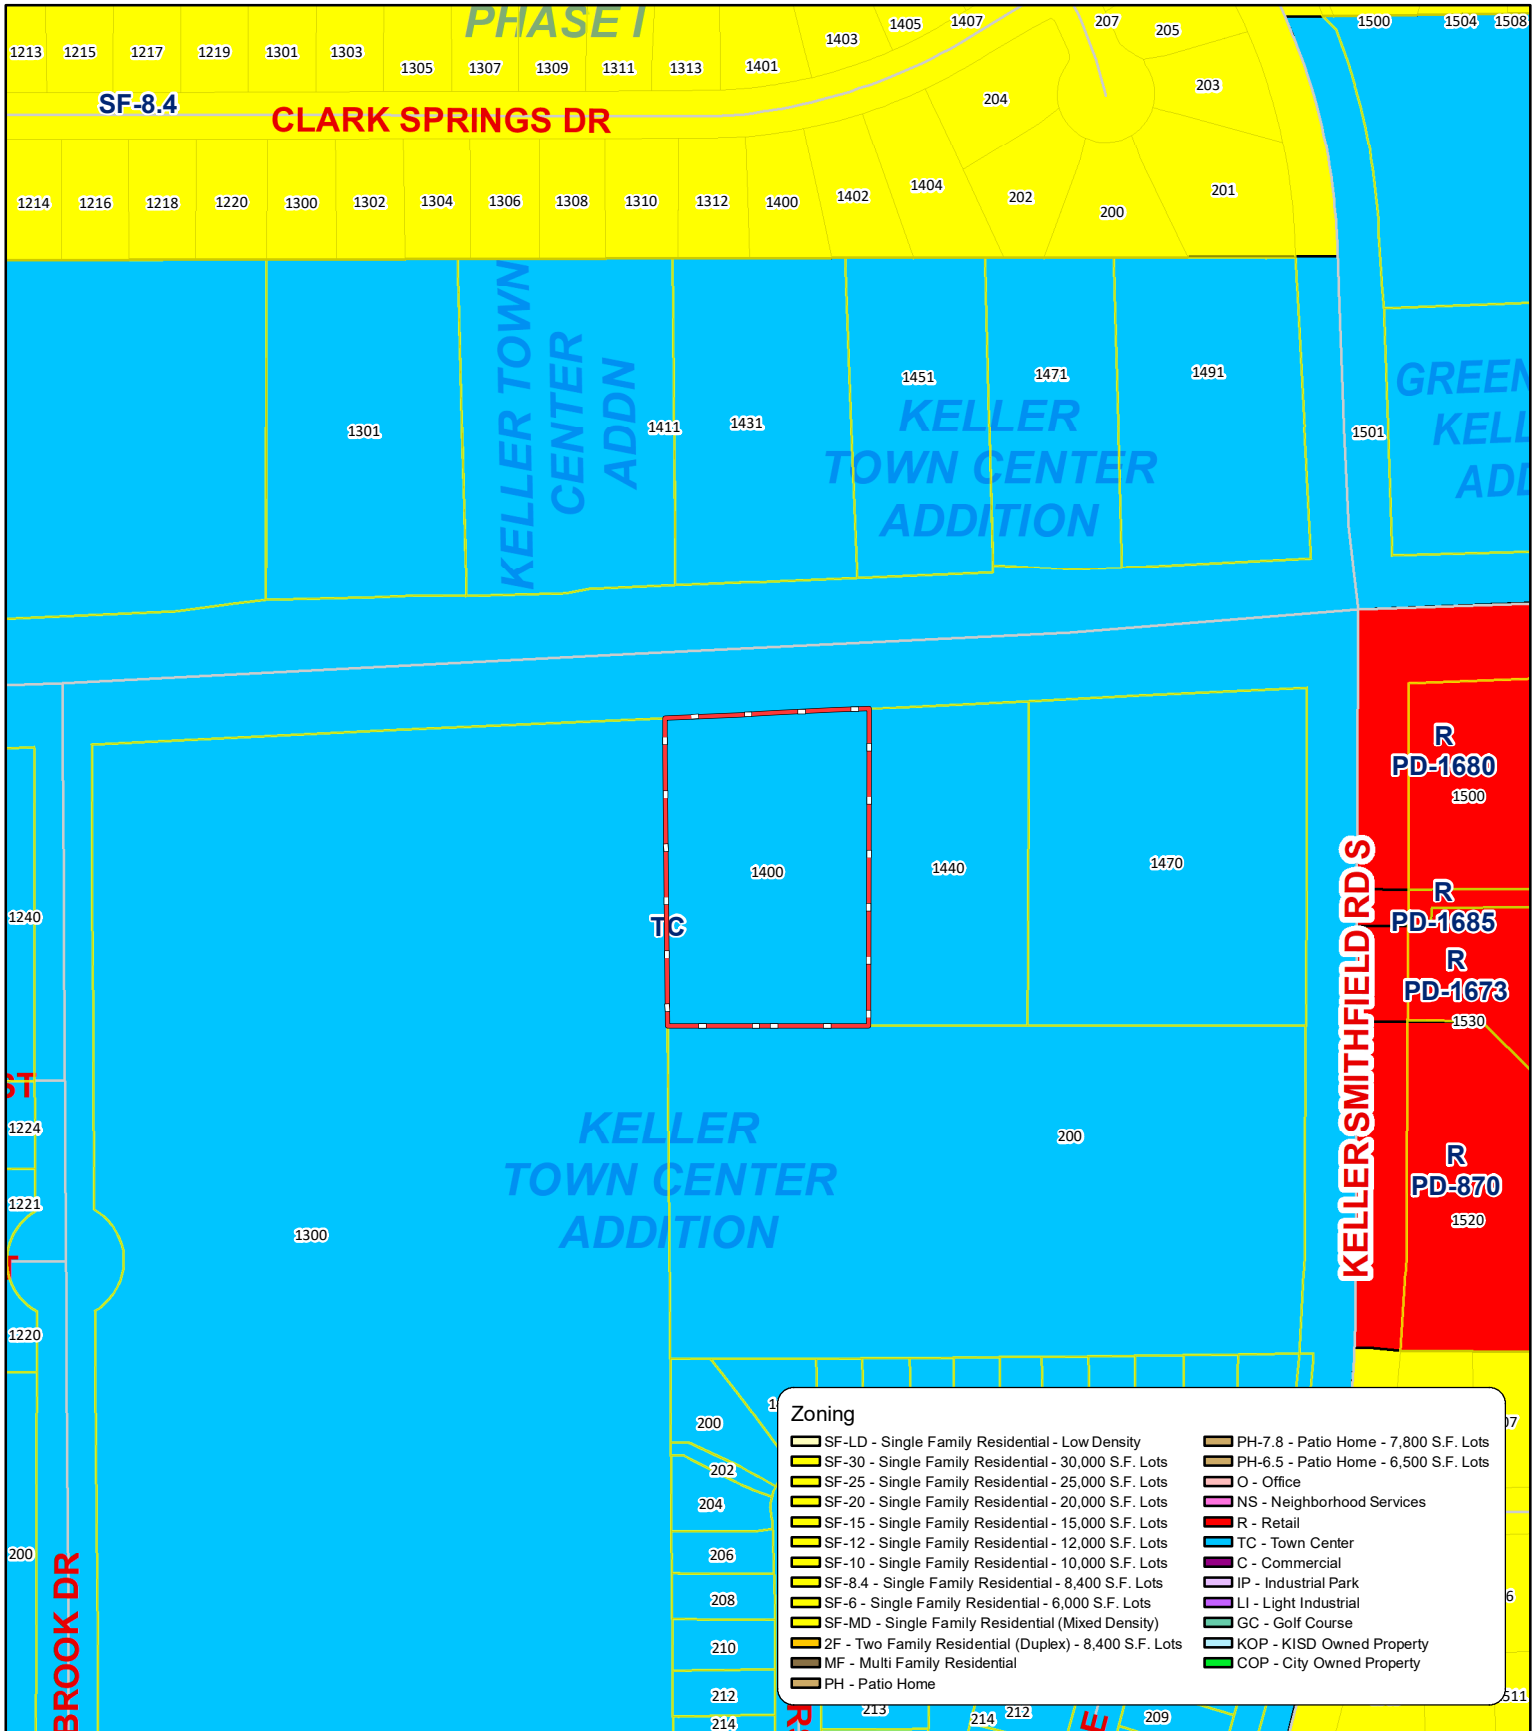 PHASE I
1405
1407
207
205
1500
1504
1508
1213
1215
1217
1219
1301
1303
1305
1307
1309
1311
1313
1401
1403
SF-8.4
CLARK SPRINGS DR
204
203
1214
1216
1218
1220
1300
1302
1304
1306
1308
1310
1312
1400
1402
1404
202
200
201
KELLER TOWN
CENTER
ADDN
1301
1411
1431
1451
1471
1491
1501
KELLER
TOWN CENTER
ADDITION
GREEN
KELL
ADD
R
PD-1680
1500
1400
1440
1470
TC
1240
R
PD-1685
R
PD-1673
1530
KELLERSMITHFIELD RD S
ST
1224
1221
1220
KELLER
TOWN CENTER
ADDITION
200
1300
R
PD-870
1520
T
200
202
204
206
208
210
212
214
200
BROOK DR
213
214
212
209
E
R
07
6
511
Zoning
SF-LD - Single Family Residential - Low Density
SF-30 - Single Family Residential - 30,000 S.F. Lots
SF-25 - Single Family Residential - 25,000 S.F. Lots
SF-20 - Single Family Residential - 20,000 S.F. Lots
SF-15 - Single Family Residential - 15,000 S.F. Lots
SF-12 - Single Family Residential - 12,000 S.F. Lots
SF-10 - Single Family Residential - 10,000 S.F. Lots
SF-8.4 - Single Family Residential - 8,400 S.F. Lots
SF-6 - Single Family Residential - 6,000 S.F. Lots
SF-MD - Single Family Residential (Mixed Density)
2F - Two Family Residential (Duplex) - 8,400 S.F. Lots
MF - Multi Family Residential
PH - Patio Home
PH-7.8 - Patio Home - 7,800 S.F. Lots
PH-6.5 - Patio Home - 6,500 S.F. Lots
O - Office
NS - Neighborhood Services
R - Retail
TC - Town Center
C - Commercial
IP - Industrial Park
LI - Light Industrial
GC - Golf Course
KOP - KISD Owned Property
COP - City Owned Property